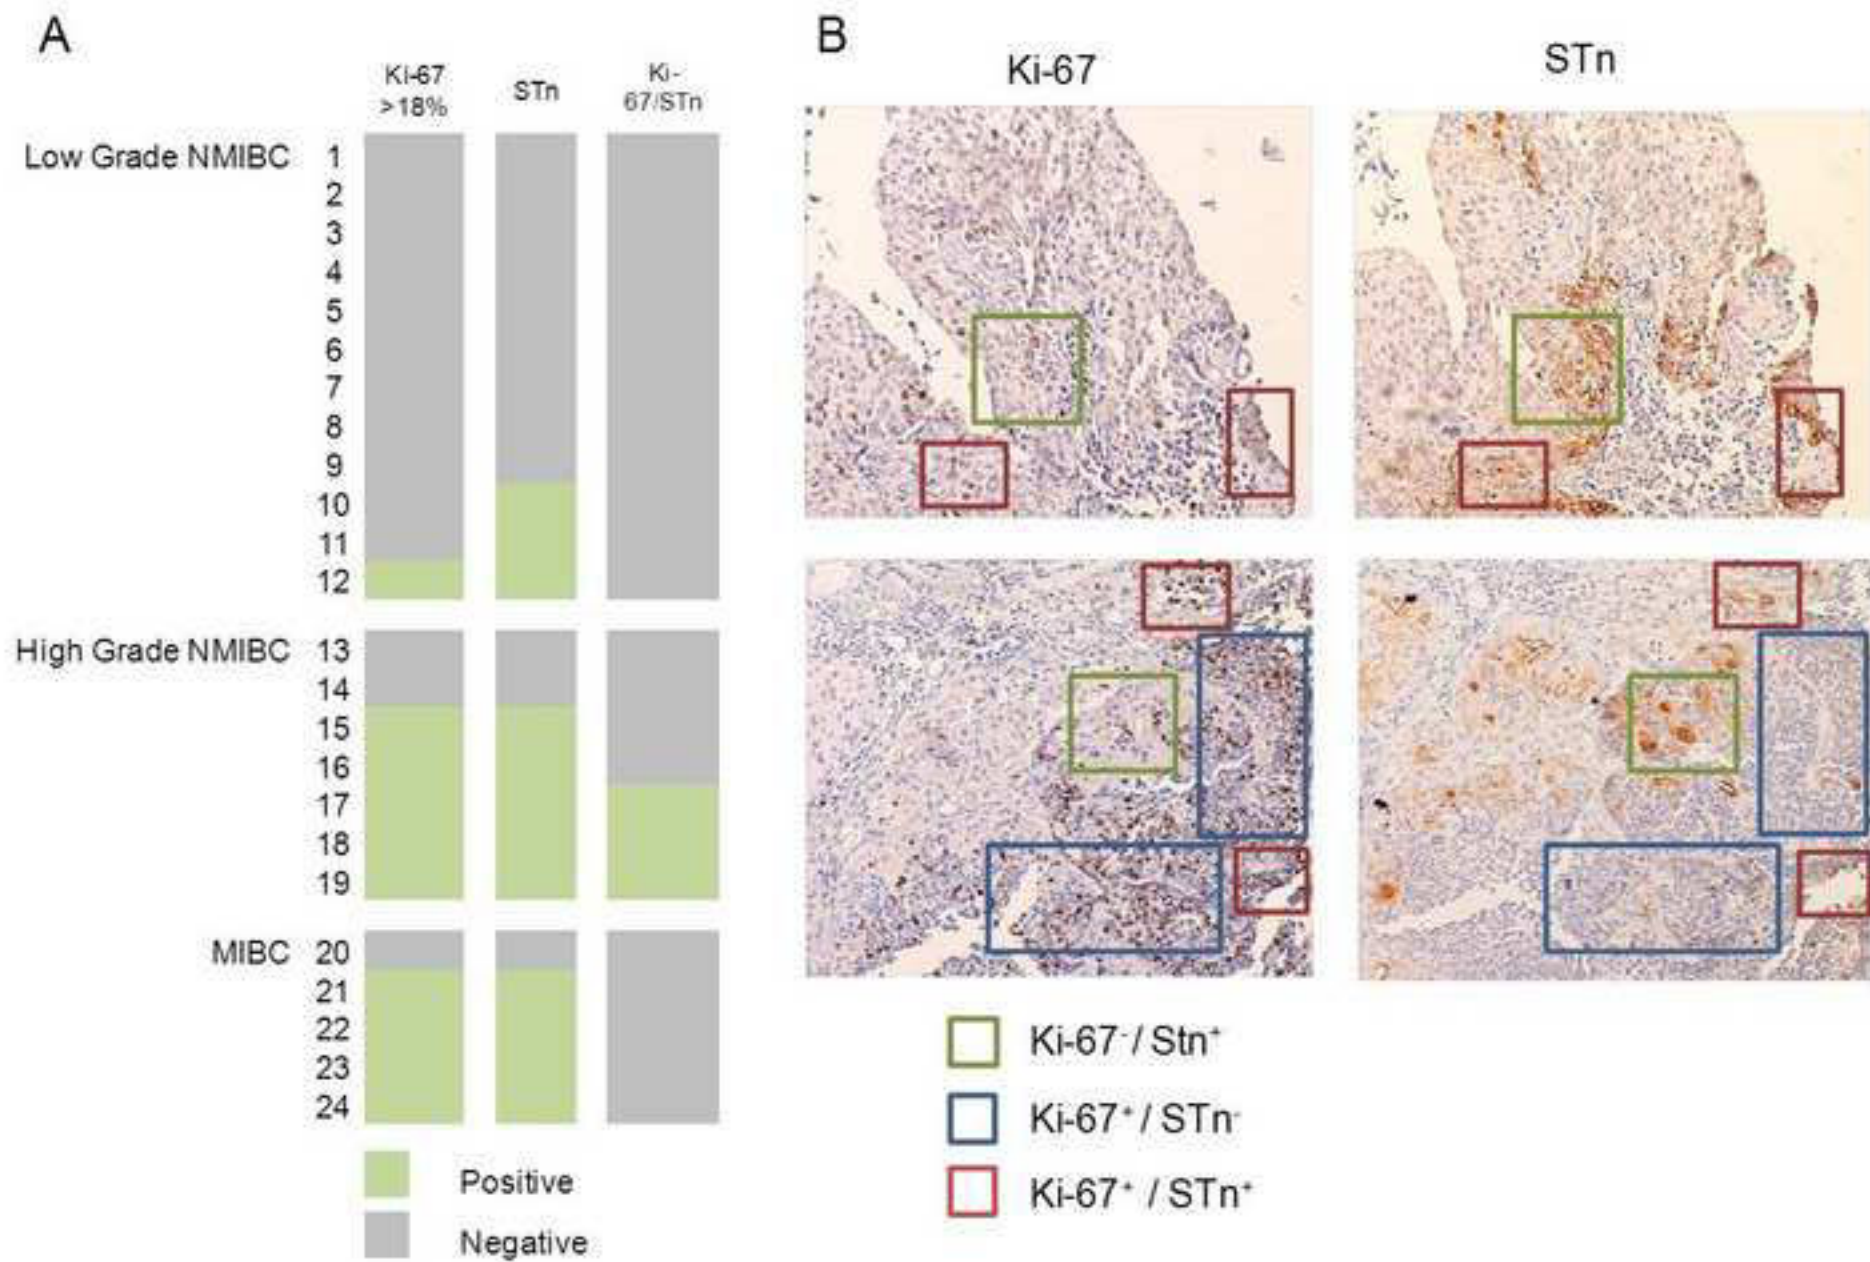 A
Ki-67
>18%
STn
Ki-
67/STn
Low Grade NMIBC
1
2
3
4
5
6
7
8
9
10
11
12
High Grade NMIBC
13
14
15
16
17
18
19
MIBC
20
21
22
23
24
Positive
Negative
B
Ki-67
STn
Ki-67⁻ / Stn⁺
Ki-67⁺ / STn⁻
Ki-67⁺ / STn⁺